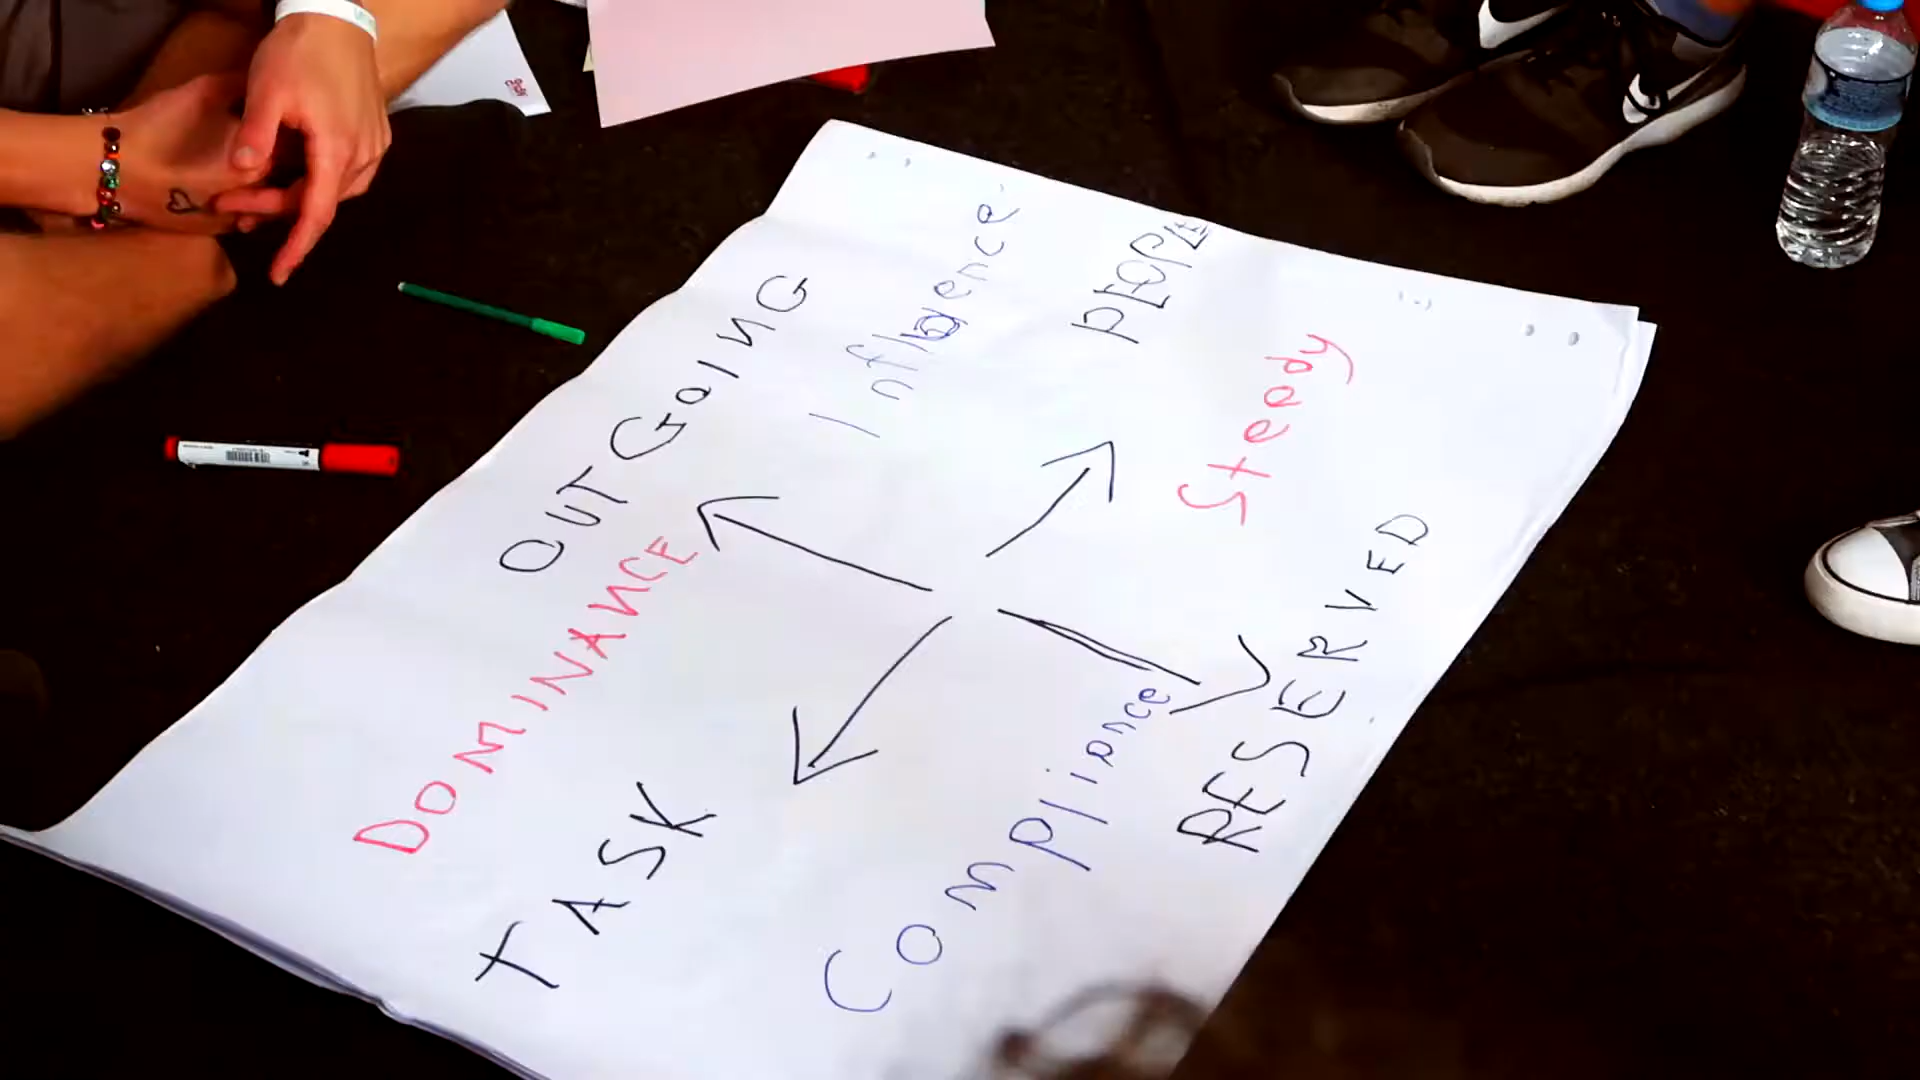 OUTGOING
DOMINANCE
Influence
TASK
PEOPLE
Compliance
Steady
RESERVED